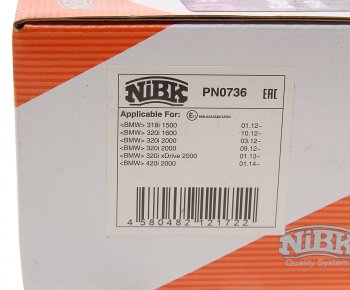 NiBK PN0736 EAC
Applicable For:
<BMW> 318i 1500 01.12~
<BMW> 320i 1600 10.12~
<BMW> 320i 2000 03.12~
<BMW> 320i 2000 09.12~
<BMW> 320i xDrive 2000 01.13~
<BMW> 420i 2000 01.14~
4 580482 121722
NiBK
Quality System